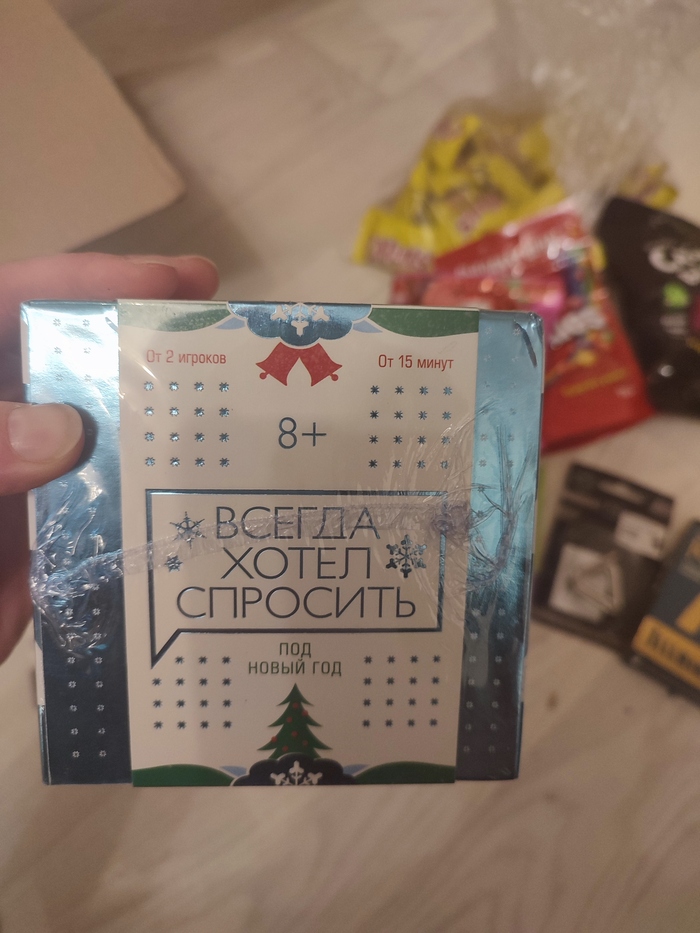 От 2 игроков
От 15 минут
8+
ВСЕГДА
ХОТЕЛ
СПРОСИТЬ
ПОД
НОВЫЙ ГОД